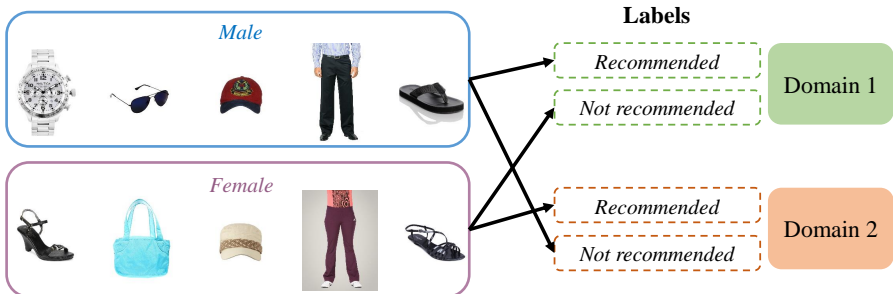 Labels
Male
Recommended
Domain 1
Not recommended
Female
Recommended
Domain 2
Not recommended